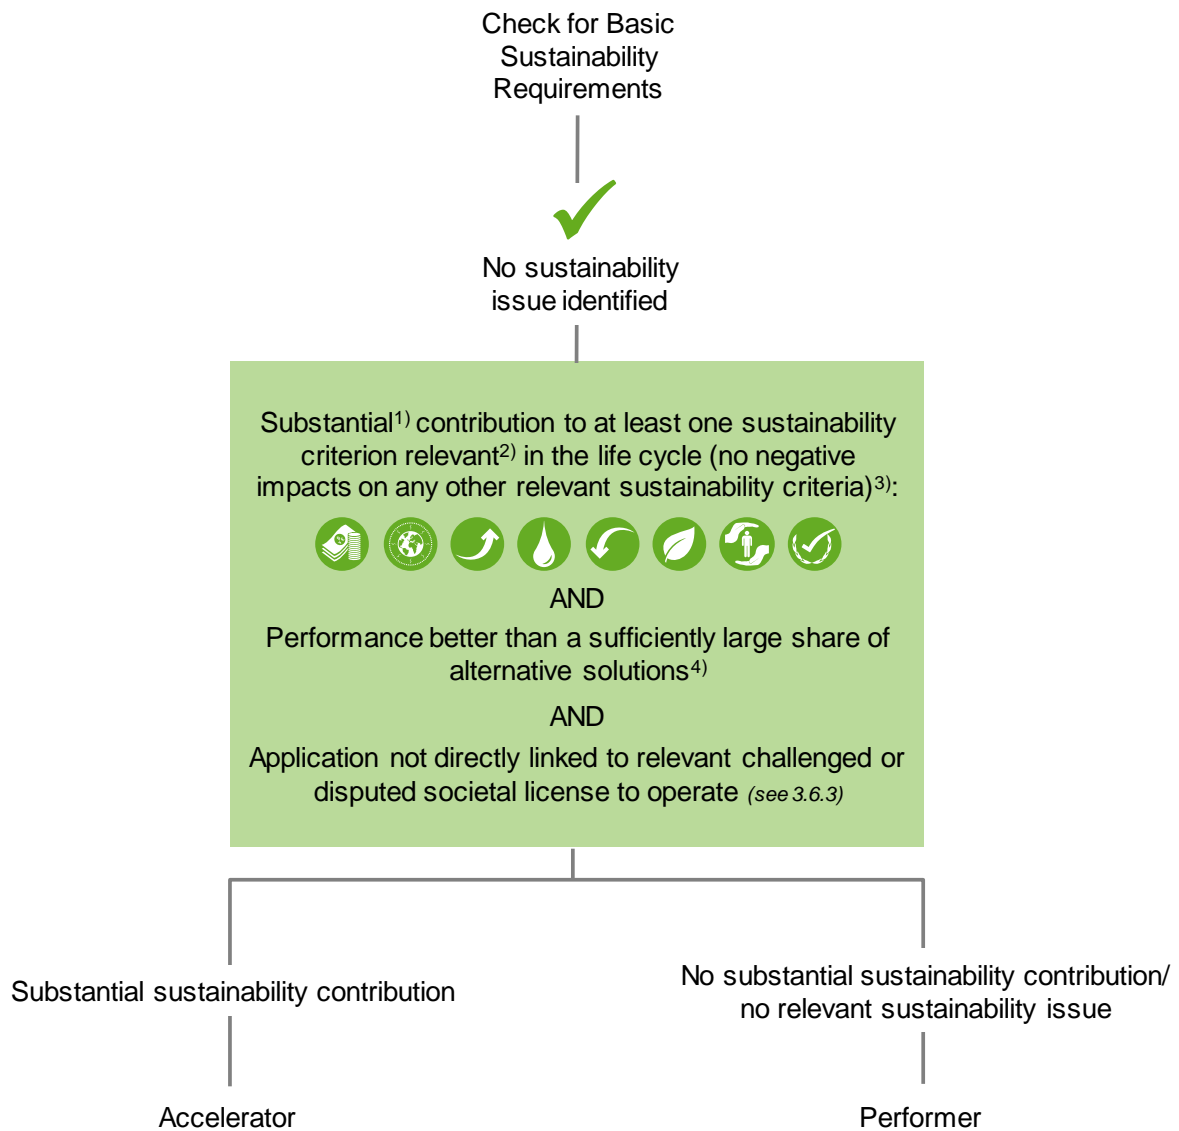 Check for Basic
Sustainability
Requirements
No sustainability
issue identified
Substantial1) contribution to at least one sustainability
criterion relevant2) in the life cycle (no negative
impacts on any other relevant sustainability criteria)3):
AND
Performance better than a sufficiently large share of
alternative solutions4)
AND
Application not directly linked to relevant challenged or
disputed societal license to operate (see 3.6.3)
Substantial sustainability contribution
No substantial sustainability contribution/
no relevant sustainability issue
Accelerator
Performer